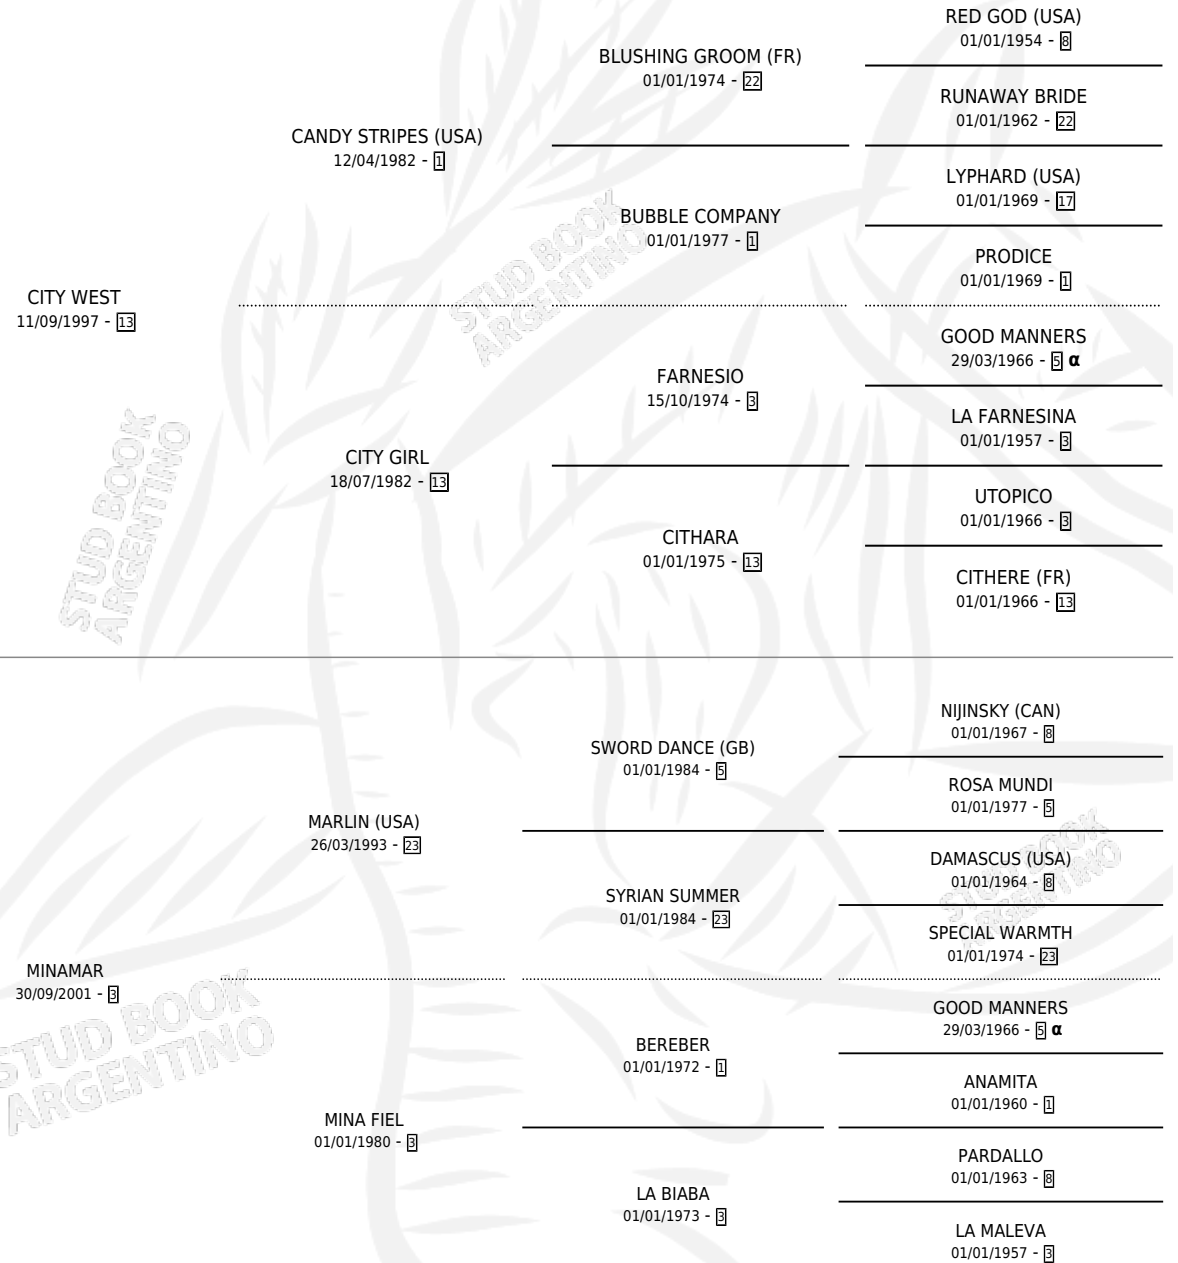 RED GOD (USA)
01/01/1954 - 8
BLUSHING GROOM (FR)
01/01/1974 - 22
RUNAWAY BRIDE
01/01/1962 - 22
CANDY STRIPES (USA)
12/04/1982 - 1
LYPHARD (USA)
01/01/1969 - 17
BUBBLE COMPANY
01/01/1977 - 1
PRODICE
01/01/1969 - 1
CITY WEST
11/09/1997 - 13
GOOD MANNERS
29/03/1966 - 5 α
FARNESIO
15/10/1974 - 3
LA FARNESINA
01/01/1957 - 3
CITY GIRL
18/07/1982 - 13
UTOPICO
01/01/1966 - 3
CITHARA
01/01/1975 - 13
CITHERE (FR)
01/01/1966 - 13
NIJINSKY (CAN)
01/01/1967 - 8
SWORD DANCE (GB)
01/01/1984 - 5
ROSA MUNDI
01/01/1977 - 5
MARLIN (USA)
26/03/1993 - 23
DAMASCUS (USA)
01/01/1964 - 8
SYRIAN SUMMER
01/01/1984 - 23
SPECIAL WARMTH
01/01/1974 - 23
MINAMAR
30/09/2001 - 3
GOOD MANNERS
29/03/1966 - 5 α
BEREBER
01/01/1972 - 1
ANAMITA
01/01/1960 - 1
MINA FIEL
01/01/1980 - 3
PARDALLO
01/01/1963 - 8
LA BIABA
01/01/1973 - 3
LA MALEVA
01/01/1957 - 3
STUD BOOK
ARGENTINO
STUD BOOK
ARGENTINO
STUD BOOK
ARGENTINO
STUD BOOK
ARGENTINO